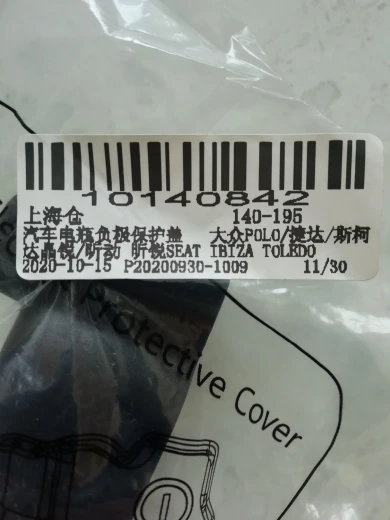 10140842
上海仓 140-195
汽车电瓶负极保护盖 大众POLO/捷达/斯柯
达晶锐/昕动 昕锐SEAT IBIZA TOLEDO
2020-10-15 P20200930-1009 11/30
Protective Cover